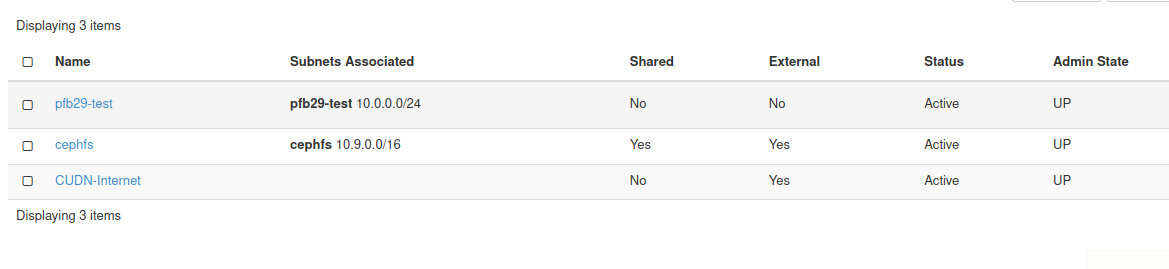 Displaying 3 items
Name Subnets Associated Shared External Status Admin State
pfb29-test pfb29-test 10.0.0.0/24 No No Active UP
cephfs cephfs 10.9.0.0/16 Yes Yes Active UP
CUDN-Internet No Yes Active UP
Displaying 3 items